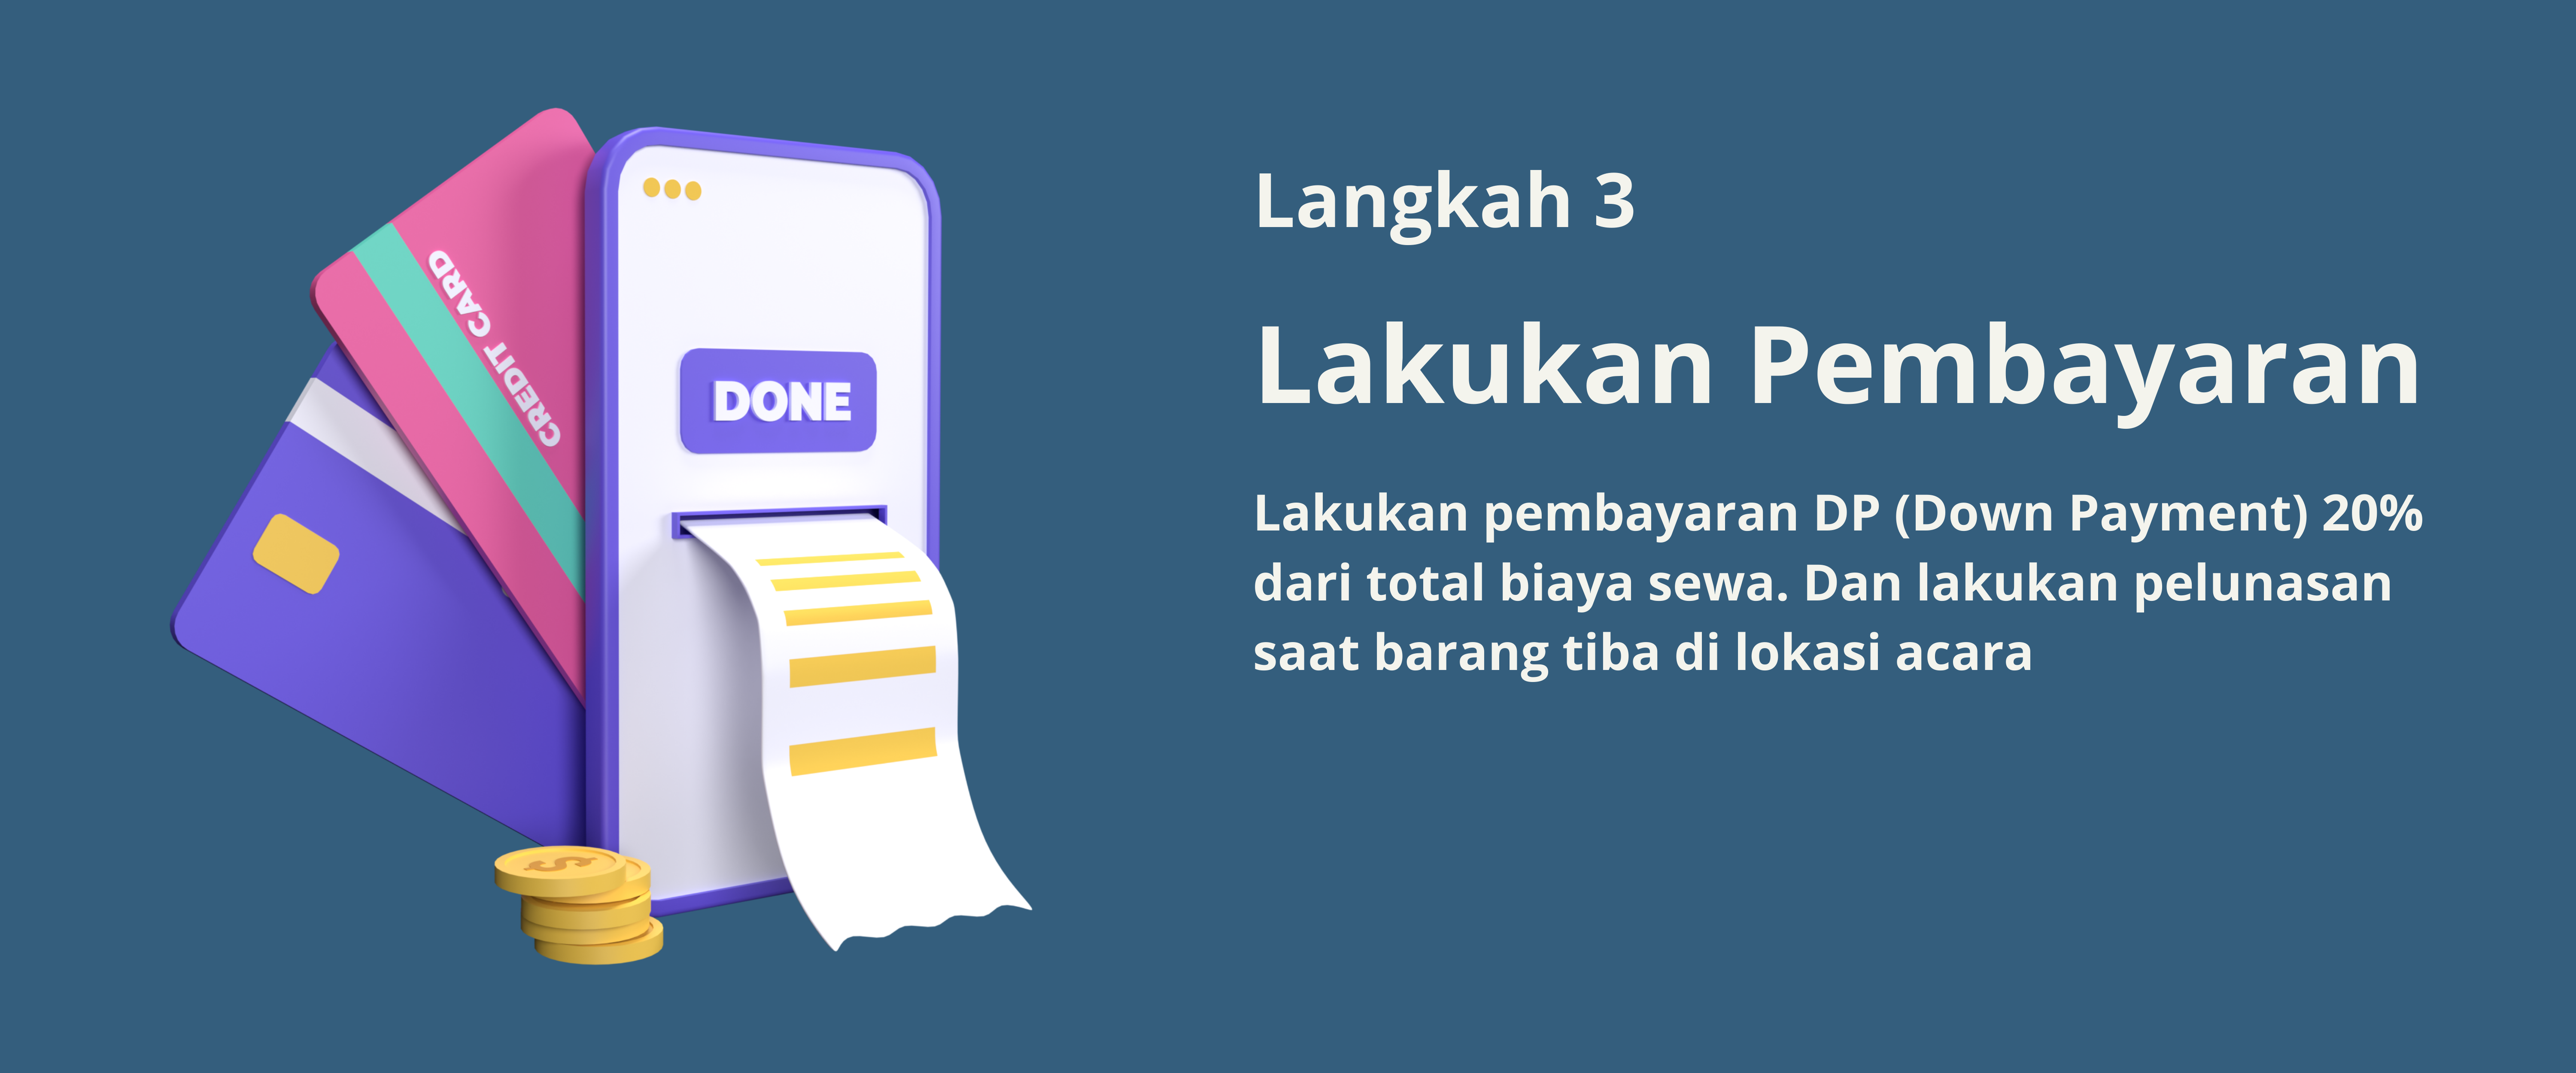 CREDIT CARD
DONE
Langkah 3
Lakukan Pembayaran
Lakukan pembayaran DP (Down Payment) 20%
dari total biaya sewa. Dan lakukan pelunasan
saat barang tiba di lokasi acara
$